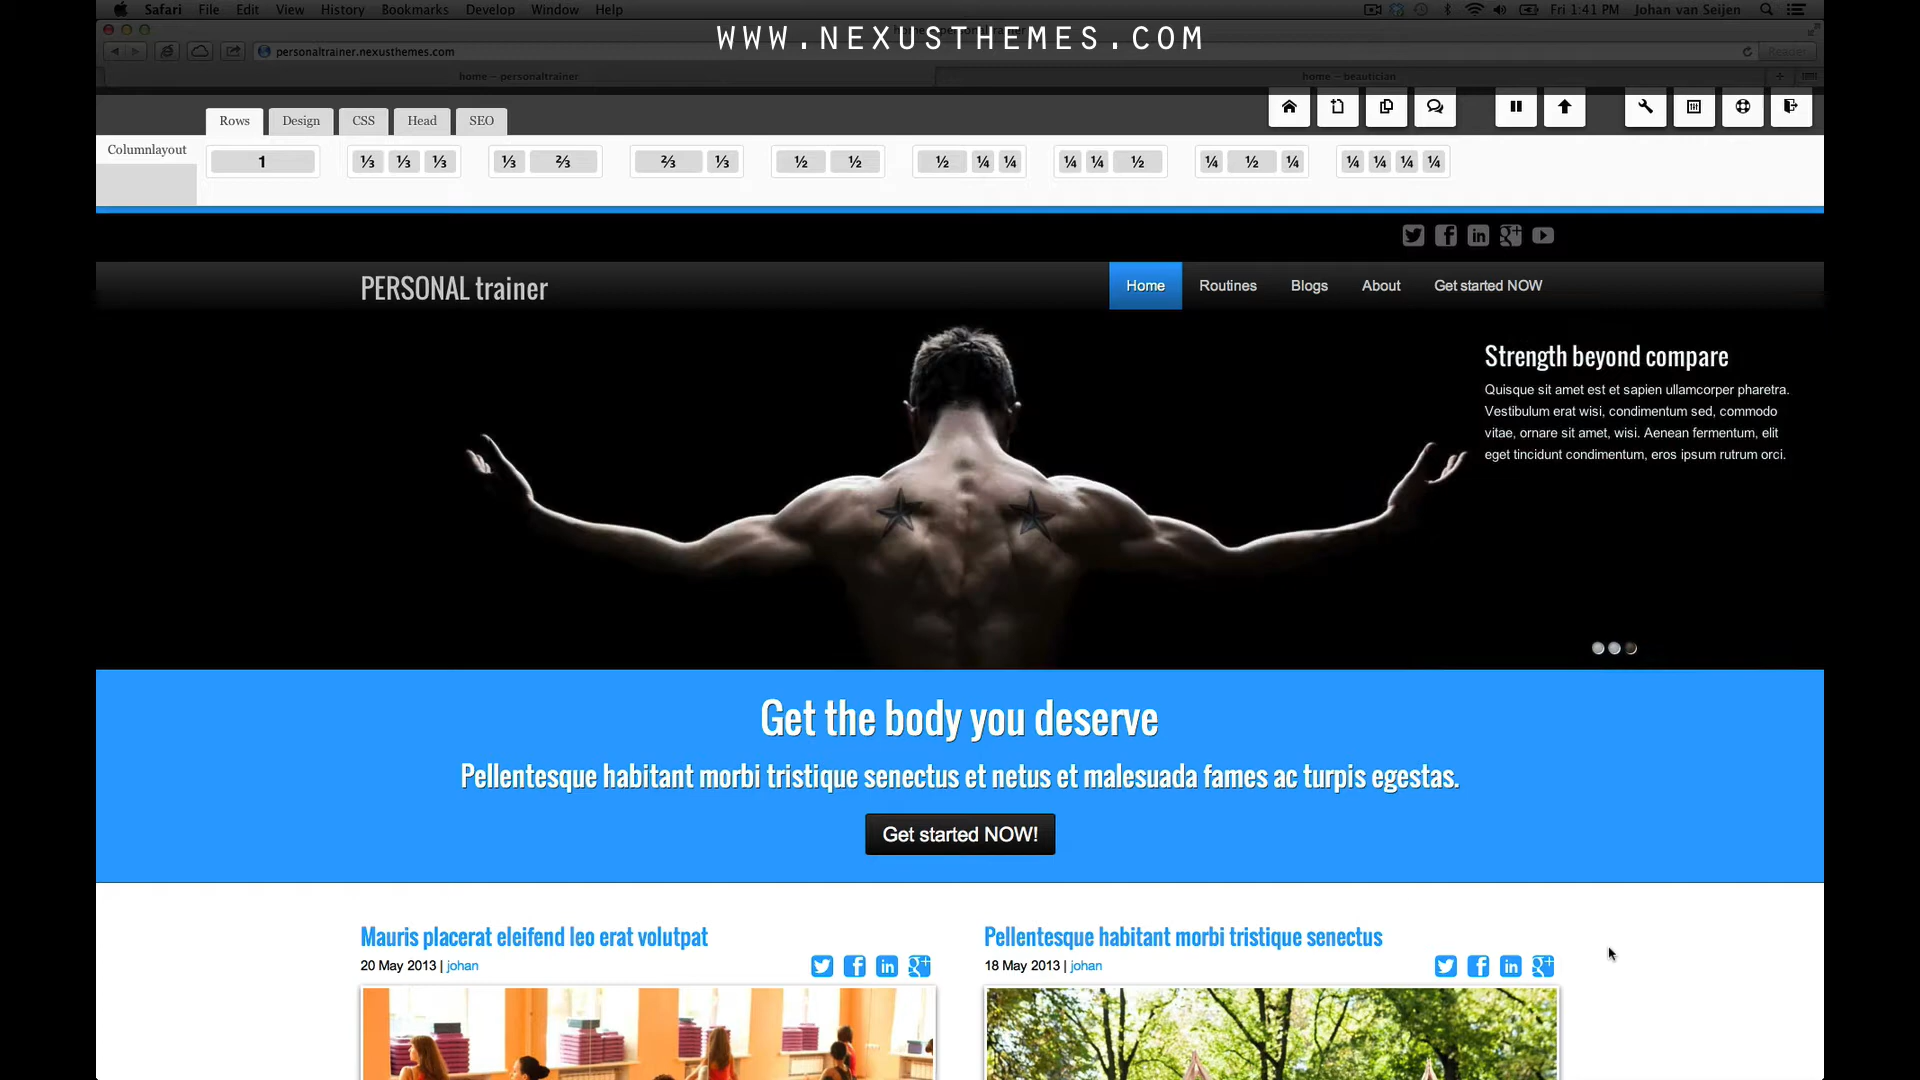 Safari File Edit View History Bookmarks Develop Window Help Fri 1:41 PM Johan van Seijen
WWW.NEXUSTHEMES.COM
personaltrainer.nexusthemes.com Reader
home – personaltrainer home – beautician
Rows Design CSS Head SEO
Columnlayout
1 ⅓ ⅓ ⅓ ⅓ ⅔ ⅔ ⅓ ½ ½ ½ ¼ ¼ ¼ ¼ ½ ¼ ½ ¼ ¼ ¼ ¼ ¼
PERSONAL trainer
Home Routines Blogs About Get started NOW
Strength beyond compare
Quisque sit amet est et sapien ullamcorper pharetra.
Vestibulum erat wisi, condimentum sed, commodo
vitae, ornare sit amet, wisi. Aenean fermentum, elit
eget tincidunt condimentum, eros ipsum rutrum orci.
Get the body you deserve
Pellentesque habitant morbi tristique senectus et netus et malesuada fames ac turpis egestas.
Get started NOW!
Mauris placerat eleifend leo erat volutpat
20 May 2013 | johan
Pellentesque habitant morbi tristique senectus
18 May 2013 | johan